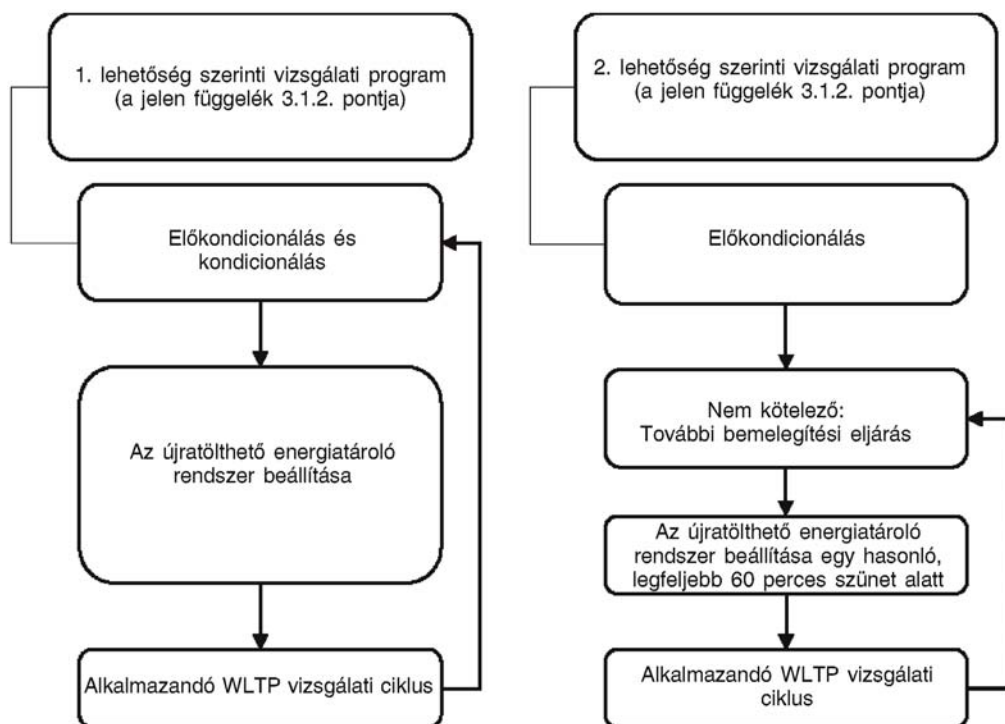 1. lehetőség szerinti vizsgálati program
(a jelen függelék 3.1.2. pontja)
Előkondicionálás és
kondicionálás
Az újratölthető energiatároló
rendszer beállítása
Alkalmazandó WLTP vizsgálati ciklus
2. lehetőség szerinti vizsgálati program
(a jelen függelék 3.1.2. pontja)
Előkondicionálás
Nem kötelező:
További bemelegítési eljárás
Az újratölthető energiatároló
rendszer beállítása egy hasonló,
legfeljebb 60 perces szünet alatt
Alkalmazandó WLTP vizsgálati
ciklus